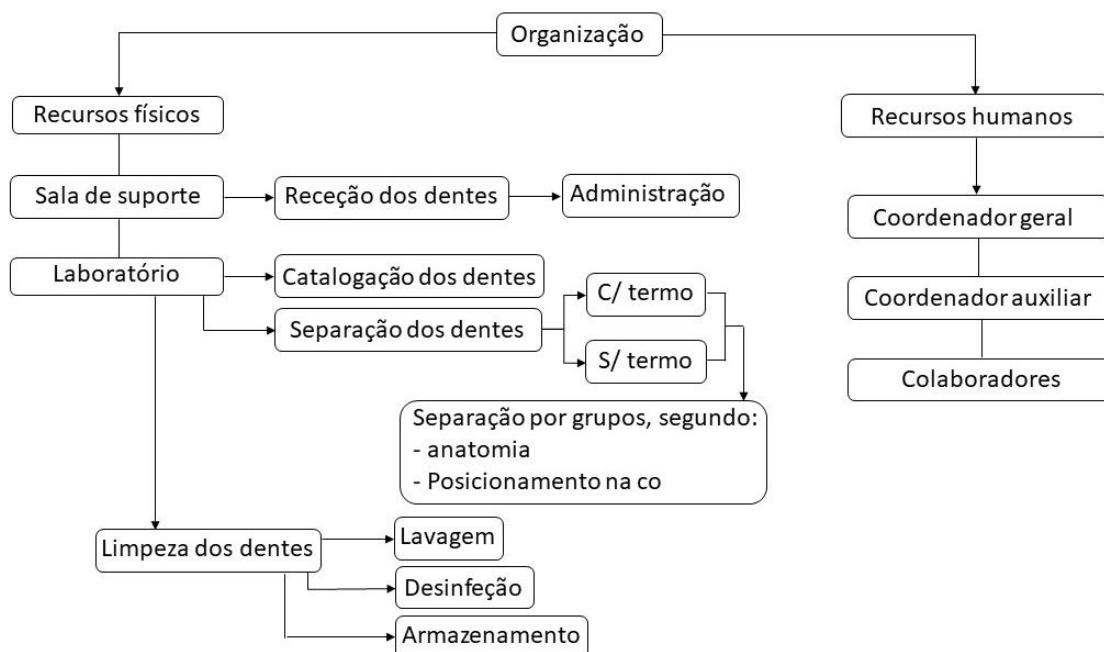 Organização
Recursos físicos
Recursos humanos
Sala de suporte
Receção dos dentes
Administração
Coordenador geral
Laboratório
Catalogação dos dentes
C/ termo
Coordenador auxiliar
Separação dos dentes
S/ termo
Colaboradores
Separação por grupos, segundo:
- anatomia
- Posicionamento na co
Limpeza dos dentes
Lavagem
Desinfeção
Armazenamento